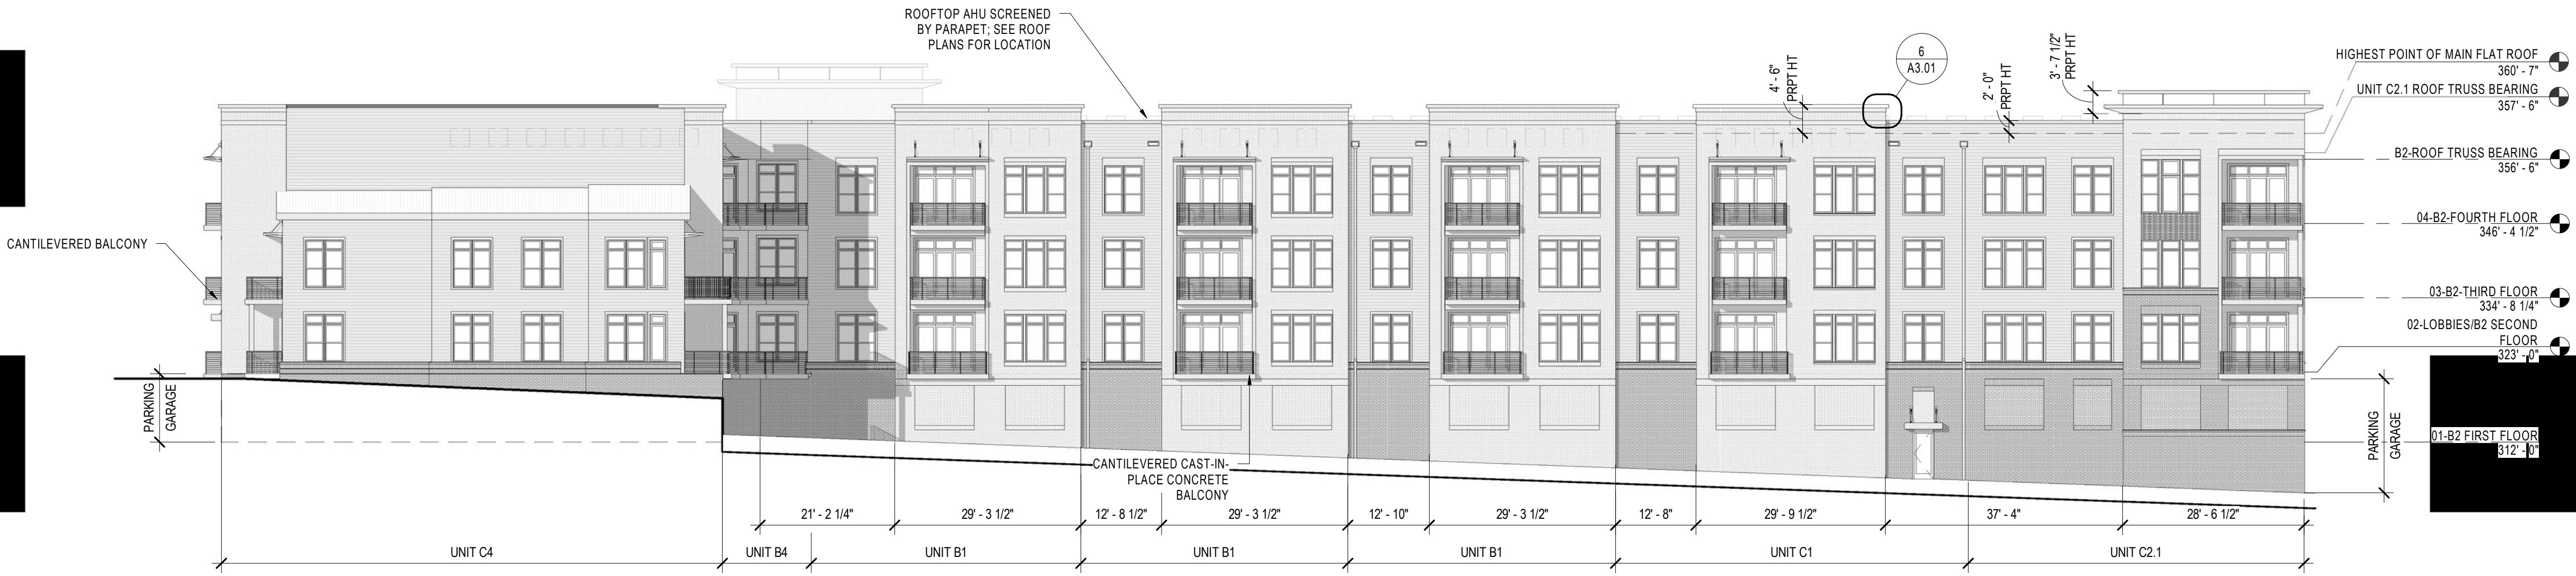 ROOFTOP AHU SCREENED
BY PARAPET; SEE ROOF
PLANS FOR LOCATION
4' - 6"
PRPT HT
6
A3.01
2' - 0"
PRPT HT
3' - 7 1/2"
PRPT HT
HIGHEST POINT OF MAIN FLAT ROOF
360' - 7"
UNIT C2.1 ROOF TRUSS BEARING
357' - 6"
B2-ROOF TRUSS BEARING
356' - 6"
04-B2-FOURTH FLOOR
346' - 4 1/2"
03-B2-THIRD FLOOR
334' - 8 1/4"
02-LOBBIES/B2 SECOND
FLOOR
323' - 0"
01-B2 FIRST FLOOR
312' - 0"
CANTILEVERED BALCONY
PARKING
GARAGE
CANTILEVERED CAST-IN-
PLACE CONCRETE
BALCONY
PARKING
GARAGE
21' - 2 1/4"
29' - 3 1/2"
12' - 8 1/2"
29' - 3 1/2"
12' - 10"
29' - 3 1/2"
12' - 8"
29' - 9 1/2"
37' - 4"
28' - 6 1/2"
UNIT C4
UNIT B4
UNIT B1
UNIT B1
UNIT B1
UNIT C1
UNIT C2.1